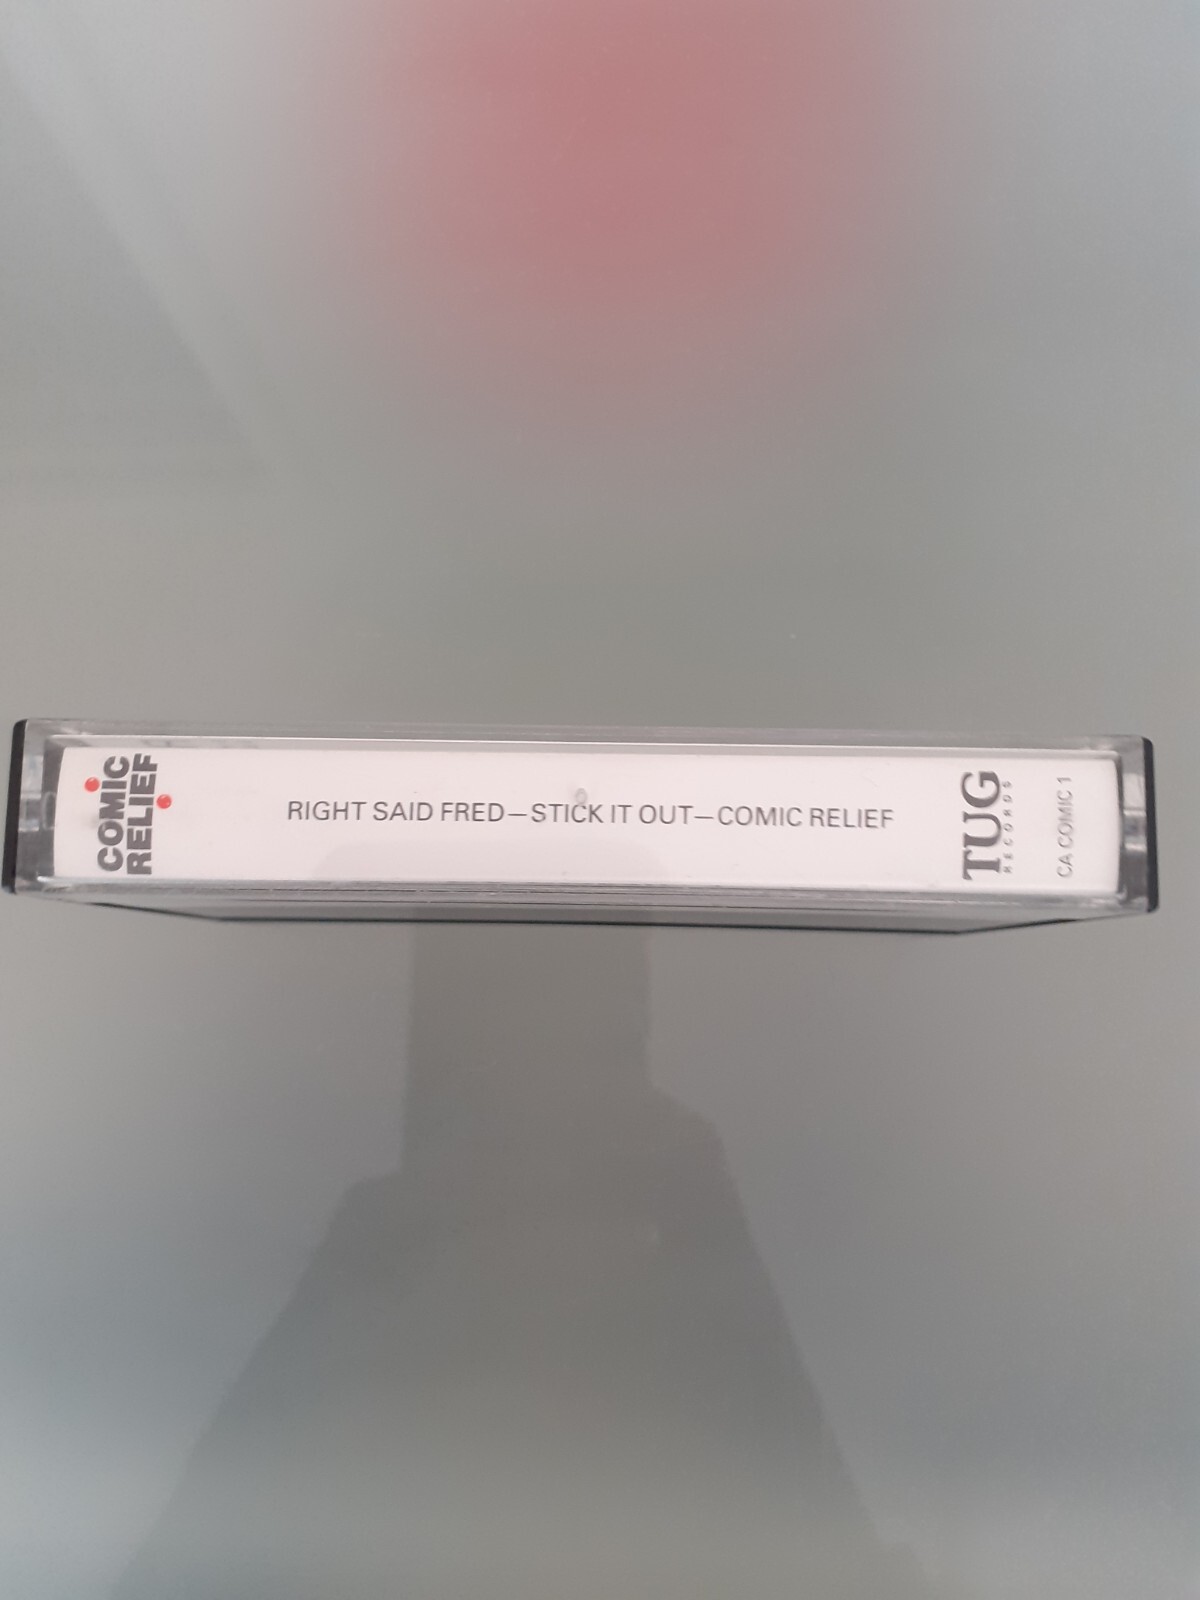 COMIC
RELIEF
RIGHT SAID FRED—STICK IT OUT—COMIC RELIEF
TUG
RECORDS
CA COMIC 1